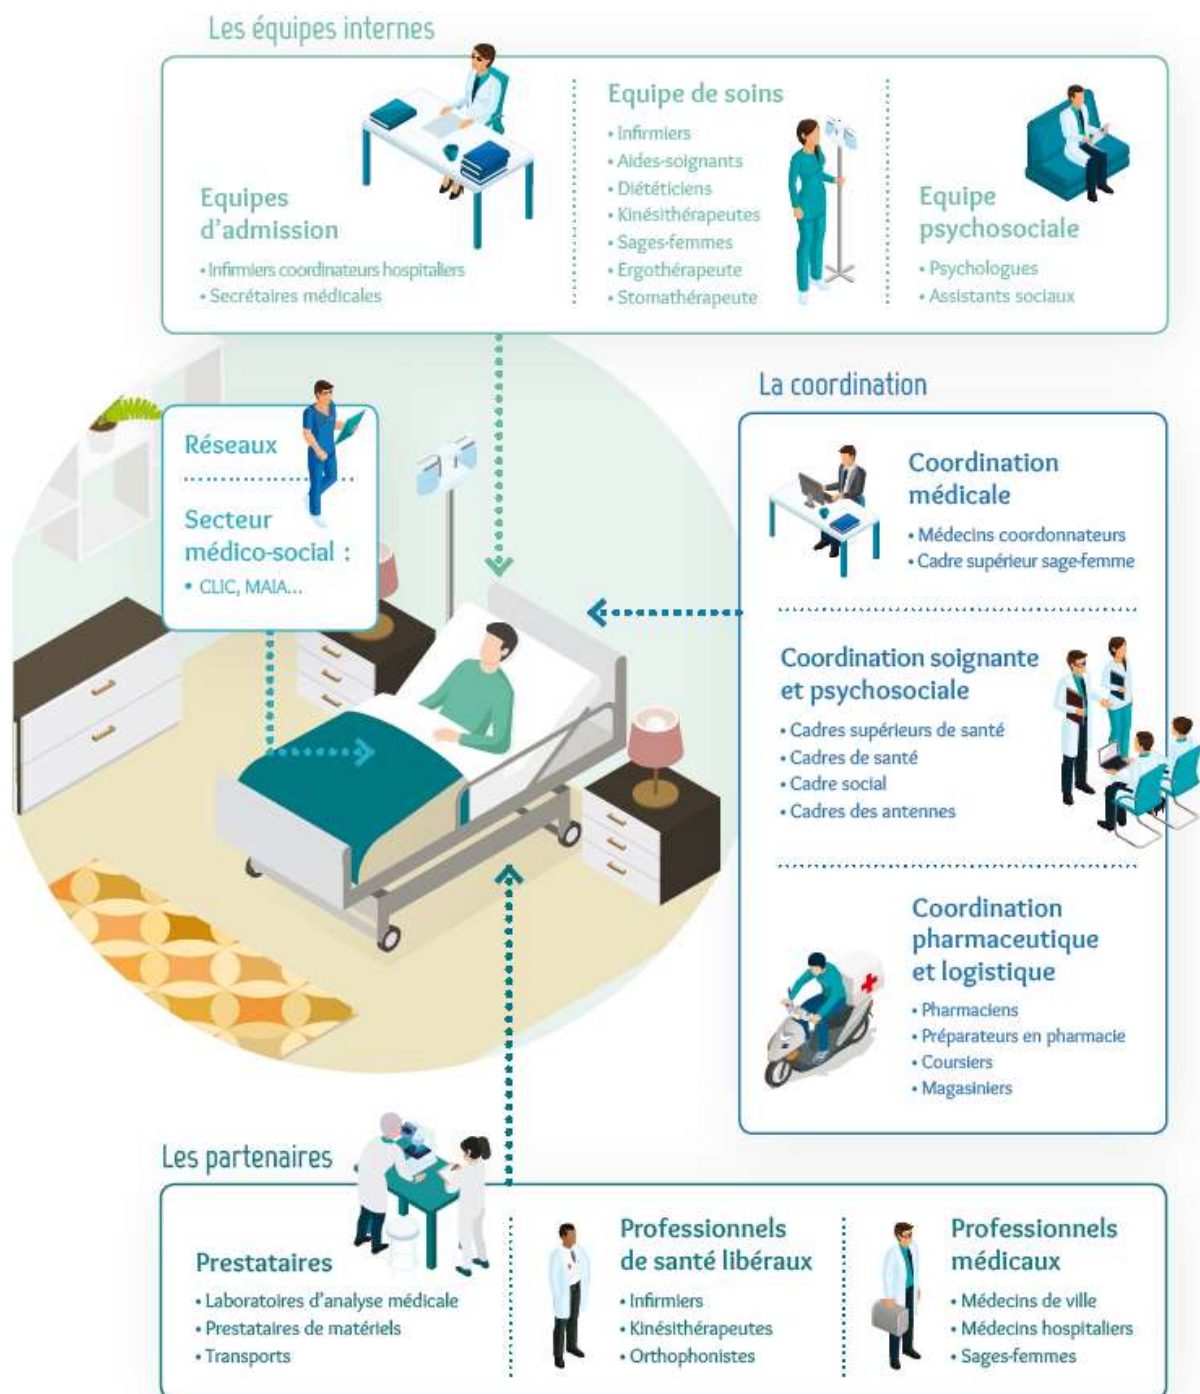 Les équipes internes
Equipes
d'admission
• Infirmiers coordinateurs hospitaliers
• Secrétaires médicales
Equipe de soins
• Infirmiers
• Aides-soignants
• Diététiciens
• Kinésithérapeutes
• Sages-femmes
• Ergothérapeute
• Stomathérapeute
Equipe
psychosociale
• Psychologues
• Assistants sociaux
Réseaux
Secteur
médico-social :
• CLIC, MAIA...
La coordination
Coordination
médicale
• Médecins coordonnateurs
• Cadre supérieur sage-femme
Coordination soignante
et psychosociale
• Cadres supérieurs de santé
• Cadres de santé
• Cadre social
• Cadres des antennes
Coordination
pharmaceutique
et logistique
• Pharmaciens
• Préparateurs en pharmacie
• Coursiers
• Magasiniers
Les partenaires
Prestataires
• Laboratoires d'analyse médicale
• Prestataires de matériels
• Transports
Professionnels
de santé libéraux
• Infirmiers
• Kinésithérapeutes
• Orthophonistes
Professionnels
médicaux
• Médecins de ville
• Médecins hospitaliers
• Sages-femmes